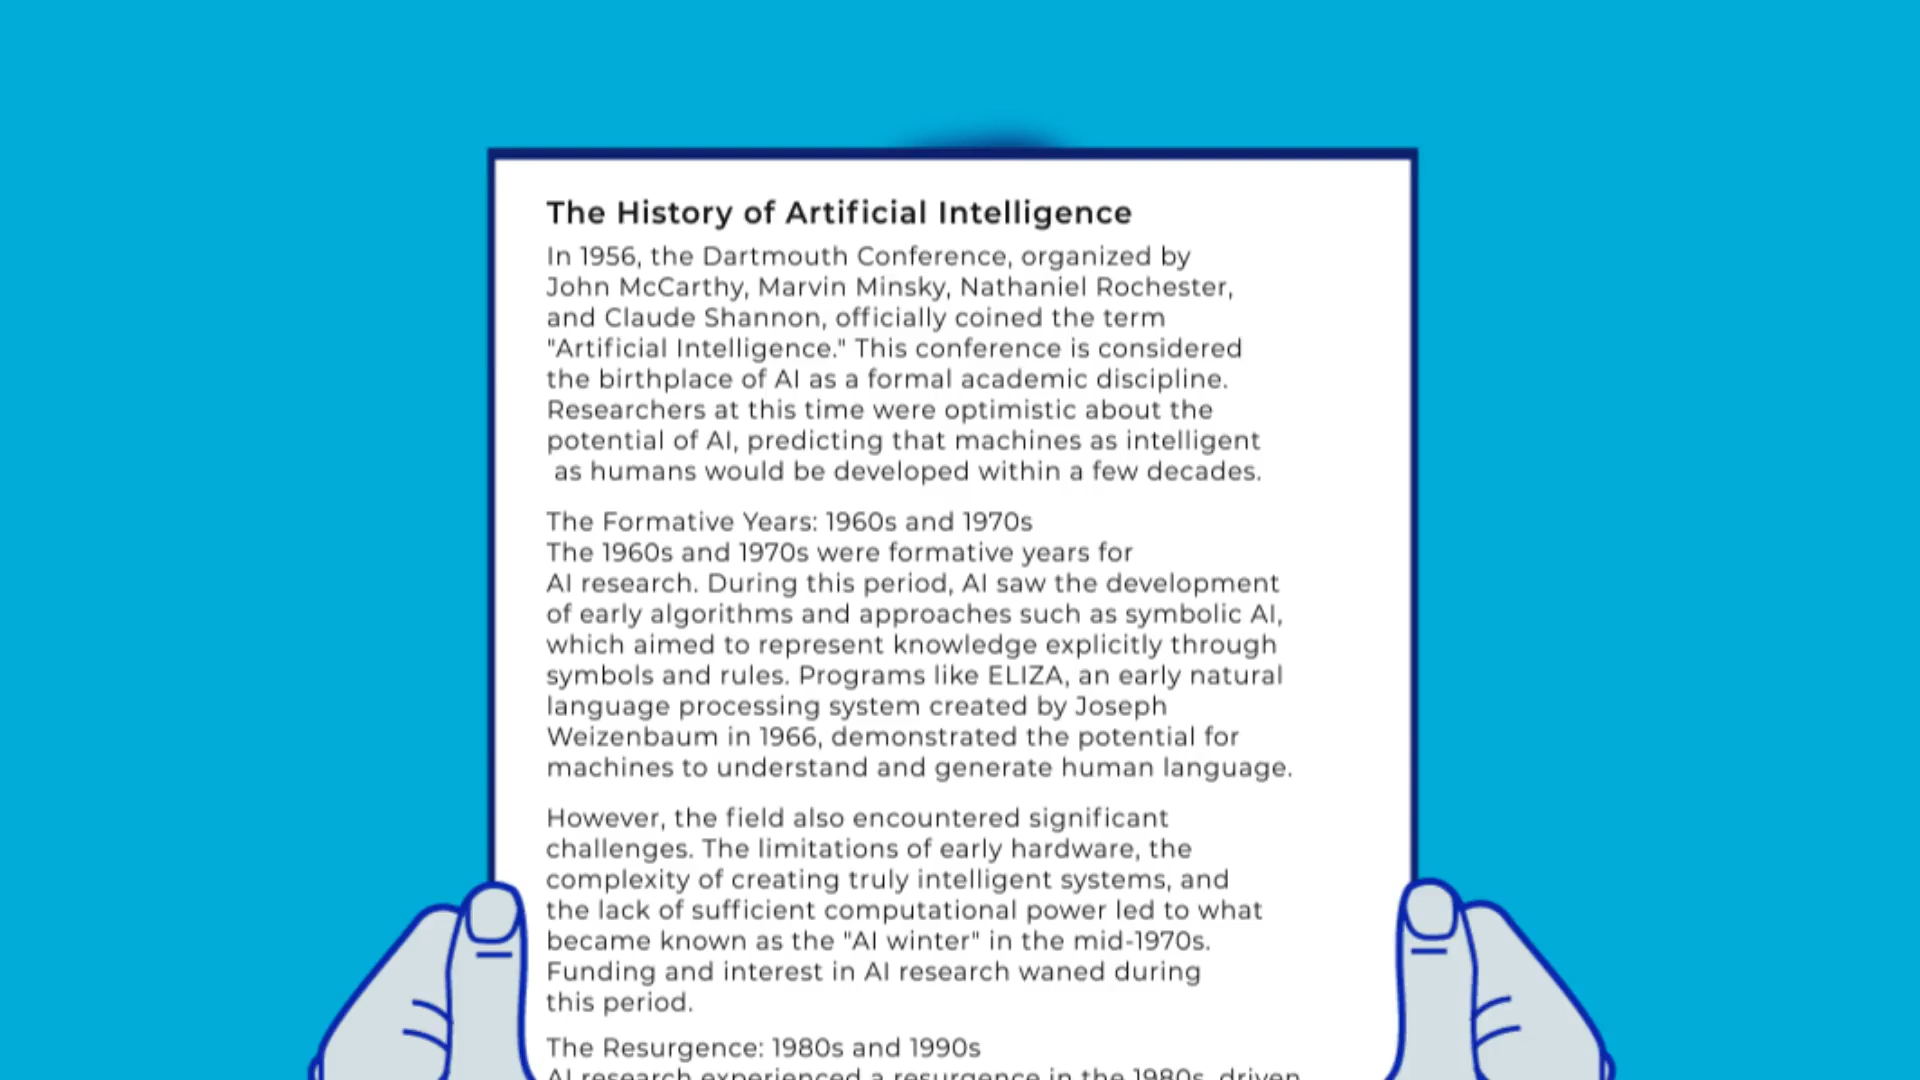 The History of Artificial Intelligence
In 1956, the Dartmouth Conference, organized by
John McCarthy, Marvin Minsky, Nathaniel Rochester,
and Claude Shannon, officially coined the term
"Artificial Intelligence." This conference is considered
the birthplace of AI as a formal academic discipline.
Researchers at this time were optimistic about the
potential of AI, predicting that machines as intelligent
as humans would be developed within a few decades.
The Formative Years: 1960s and 1970s
The 1960s and 1970s were formative years for
AI research. During this period, AI saw the development
of early algorithms and approaches such as symbolic AI,
which aimed to represent knowledge explicitly through
symbols and rules. Programs like ELIZA, an early natural
language processing system created by Joseph
Weizenbaum in 1966, demonstrated the potential for
machines to understand and generate human language.
However, the field also encountered significant
challenges. The limitations of early hardware, the
complexity of creating truly intelligent systems, and
the lack of sufficient computational power led to what
became known as the "AI winter" in the mid-1970s.
Funding and interest in AI research waned during
this period.
The Resurgence: 1980s and 1990s
AI research experienced a resurgence in the 1980s, driven